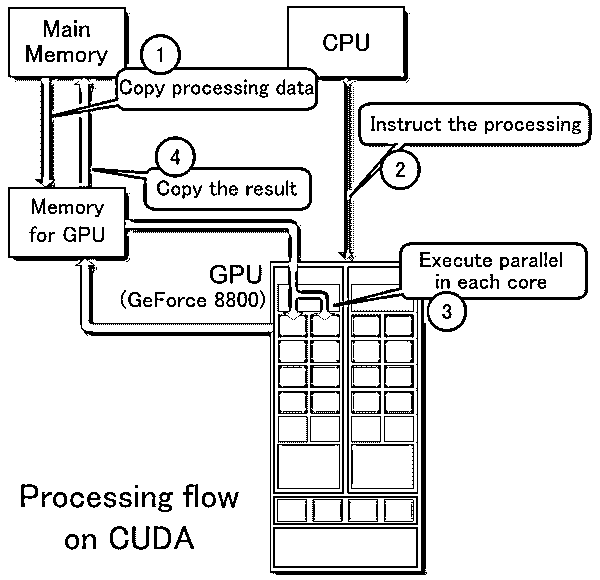 Main
Memory
CPU
1
Copy processing data
Instruct the processing
2
4
Copy the result
Memory
for GPU
GPU
(GeForce 8800)
Execute parallel
in each core
3
Processing flow
on CUDA